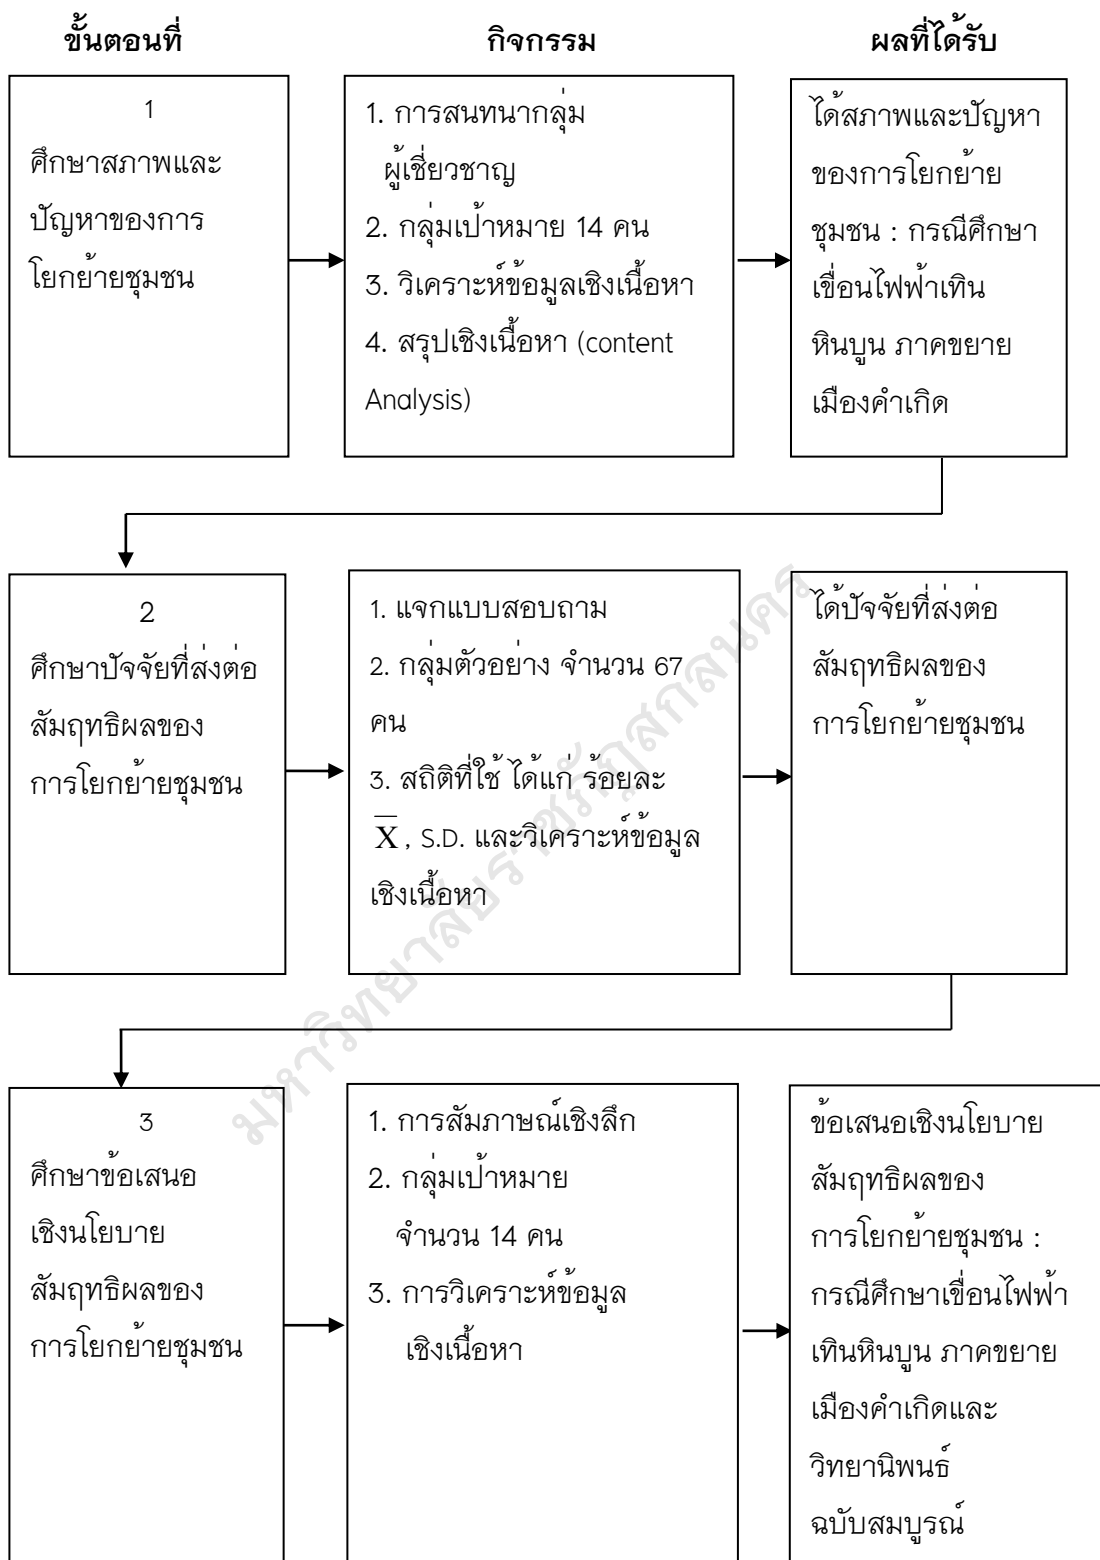 ขั้นตอนที่ กิจกรรม ผลที่ได้รับ
1
ศึกษาสภาพและ
ปัญหาของการ
โยกย้ายชุมชน
1. การสนทนากลุ่ม
ผู้เชี่ยวชาญ
2. กลุ่มเป้าหมาย 14 คน
3. วิเคราะห์ข้อมูลเชิงเนื้อหา
4. สรุปเชิงเนื้อหา (content
Analysis)
ได้สภาพและปัญหา
ของการโยกย้าย
ชุมชน : กรณีศึกษา
เขื่อนไฟฟ้าเทิน
หินบูน ภาคขยาย
เมืองคำเกิด
2
ศึกษาปัจจัยที่ส่งต่อ
สัมฤทธิผลของ
การโยกย้ายชุมชน
1. แจกแบบสอบถาม
2. กลุ่มตัวอย่าง จำนวน 67
คน
3. สถิติที่ใช้ ได้แก่ ร้อยละ
X̅, S.D. และวิเคราะห์ข้อมูล
เชิงเนื้อหา
ได้ปัจจัยที่ส่งต่อ
สัมฤทธิผลของ
การโยกย้ายชุมชน
3
ศึกษาข้อเสนอ
เชิงนโยบาย
สัมฤทธิผลของ
การโยกย้ายชุมชน
1. การสัมภาษณ์เชิงลึก
2. กลุ่มเป้าหมาย
จำนวน 14 คน
3. การวิเคราะห์ข้อมูล
เชิงเนื้อหา
ข้อเสนอเชิงนโยบาย
สัมฤทธิผลของ
การโยกย้ายชุมชน :
กรณีศึกษาเขื่อนไฟฟ้า
เทินหินบูน ภาคขยาย
เมืองคำเกิดและ
วิทยานิพนธ์
ฉบับสมบูรณ์
มหาวิทยาลัยราชภัฏสกลนคร